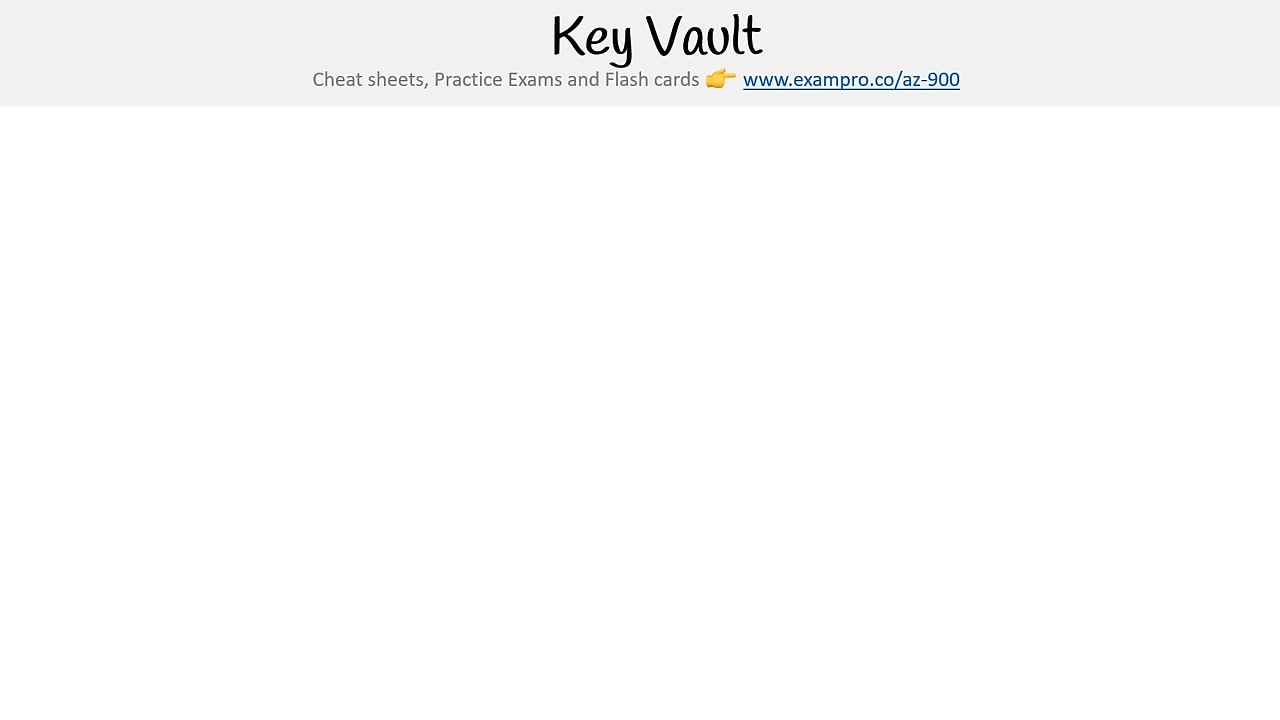 Key Vault
Cheat sheets, Practice Exams and Flash cards 👉 www.exampro.co/az-900